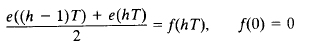 e((h − 1)T) + e(hT)
2
= f(hT), f(0) = 0